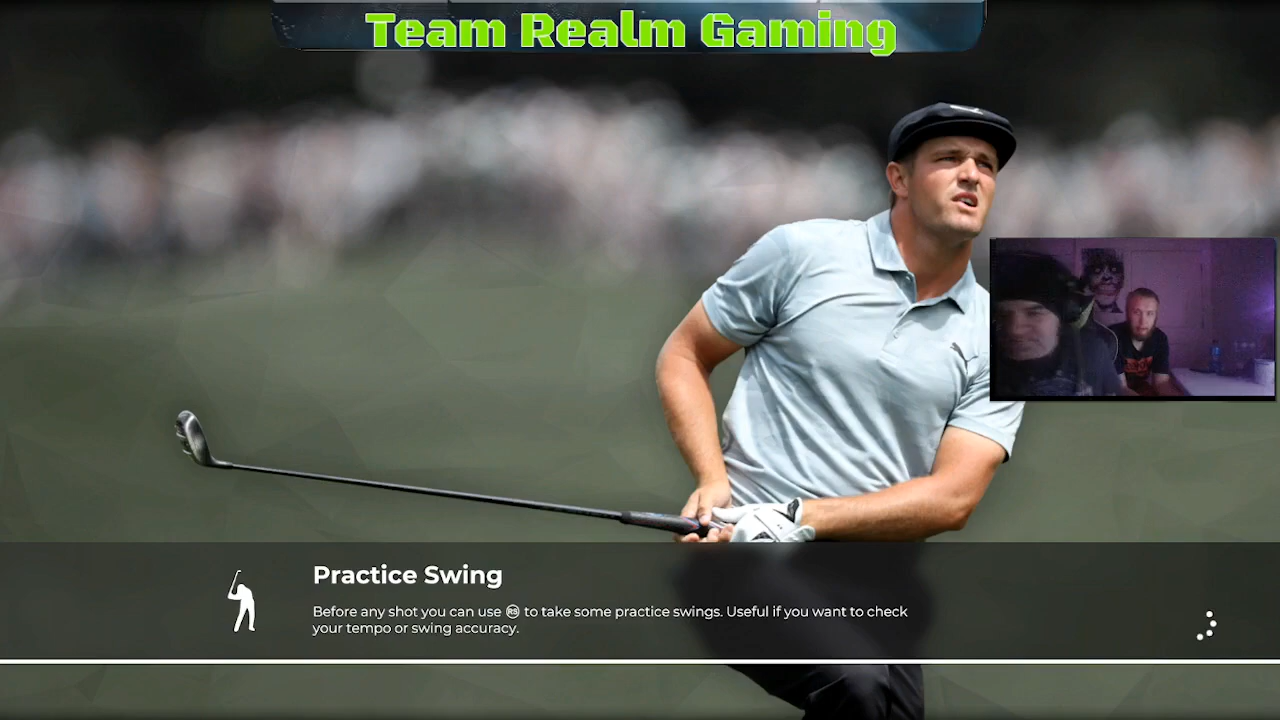 Team Realm Gaming
Practice Swing
Before any shot you can use RS to take some practice swings. Useful if you want to check
your tempo or swing accuracy.